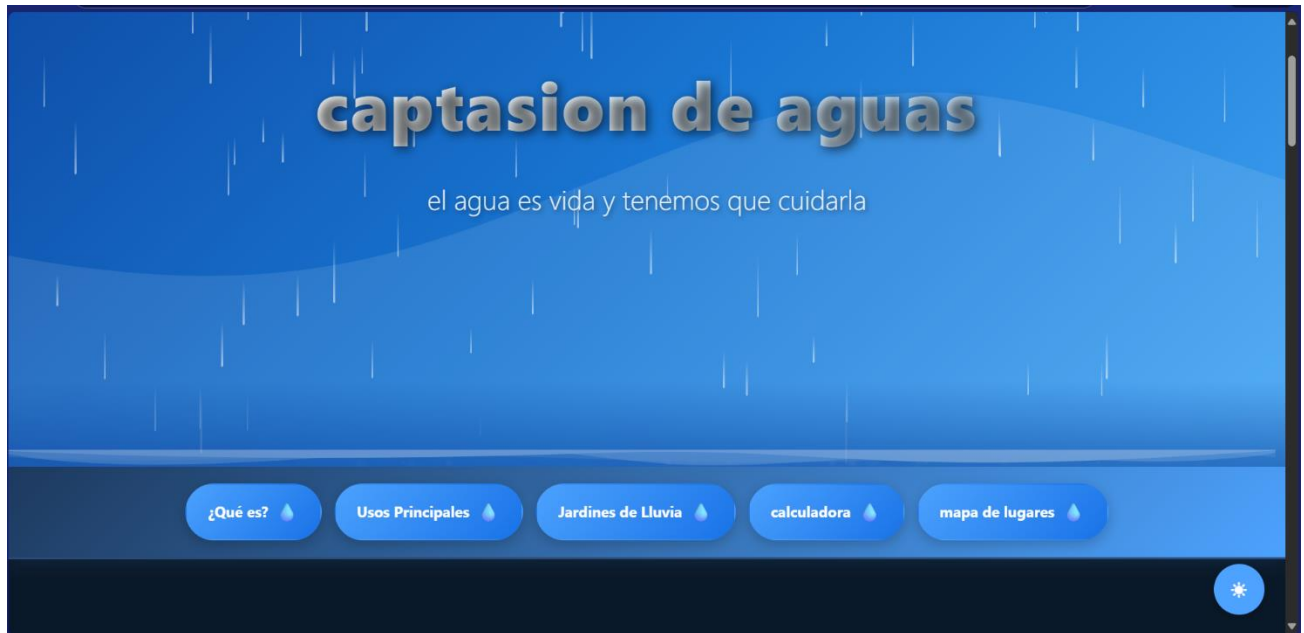 captasion de aguas
el agua es vida y tenemos que cuidarla
¿Qué es?
Usos Principales
Jardines de Lluvia
calculadora
mapa de lugares